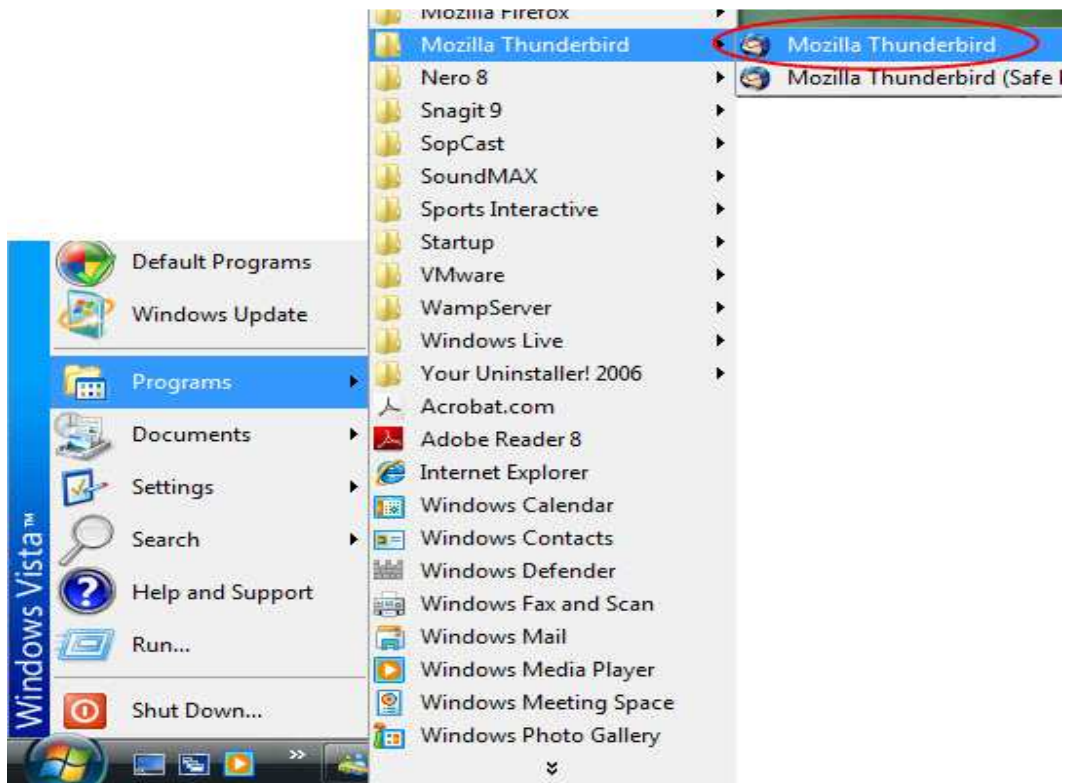 Mozilla Firefox
Mozilla Thunderbird
Nero 8
Snagit 9
SopCast
SoundMAX
Sports Interactive
Startup
VMware
WampServer
Windows Live
Your Uninstaller! 2006
Acrobat.com
Adobe Reader 8
Internet Explorer
Windows Calendar
Windows Contacts
Windows Defender
Windows Fax and Scan
Windows Mail
Windows Media Player
Windows Meeting Space
Windows Photo Gallery
Mozilla Thunderbird
Mozilla Thunderbird (Safe
Default Programs
Windows Update
Programs
Documents
Settings
Search
Help and Support
Run...
Shut Down...
Windows Vista™